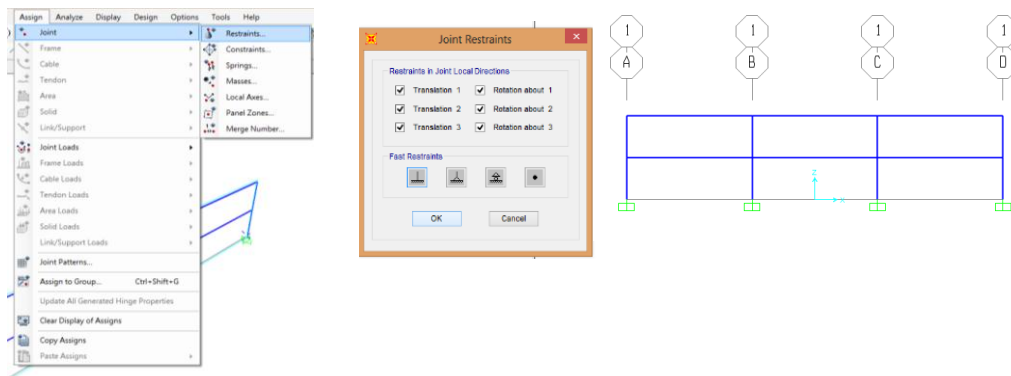 Assign Analyze Display Design Options Tools Help
Joint
Frame
Cable
Tendon
Area
Solid
Link/Support
Joint Loads
Frame Loads
Cable Loads
Tendon Loads
Area Loads
Solid Loads
Link/Support Loads
Joint Patterns...
Assign to Group... Ctrl+Shift+G
Update All Generated Hinge Properties
Clear Display of Assigns
Copy Assigns
Paste Assigns
Restraints...
Constraints...
Springs...
Masses...
Local Axes...
Panel Zones...
Merge Number...
Joint Restraints
Restraints in Joint Local Directions
Translation 1 Rotation about 1
Translation 2 Rotation about 2
Translation 3 Rotation about 3
Fast Restraints
OK Cancel
1 1 1 1
A B C D
Z
X